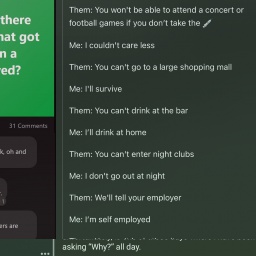 there
hat got
n a
red?
31 Comments
k, oh and
ers are
Them: You won't be able to attend a concert or
football games if you don't take the
Me: I couldn't care less
Them: You can't go to a large shopping mall
Me: I'll survive
Them: You can't drink at the bar
Me: I'll drink at home
Them: You can't enter night clubs
Me: I don't go out at night
Them: We'll tell your employer
Me: I'm self employed
asking "Why?" all day.